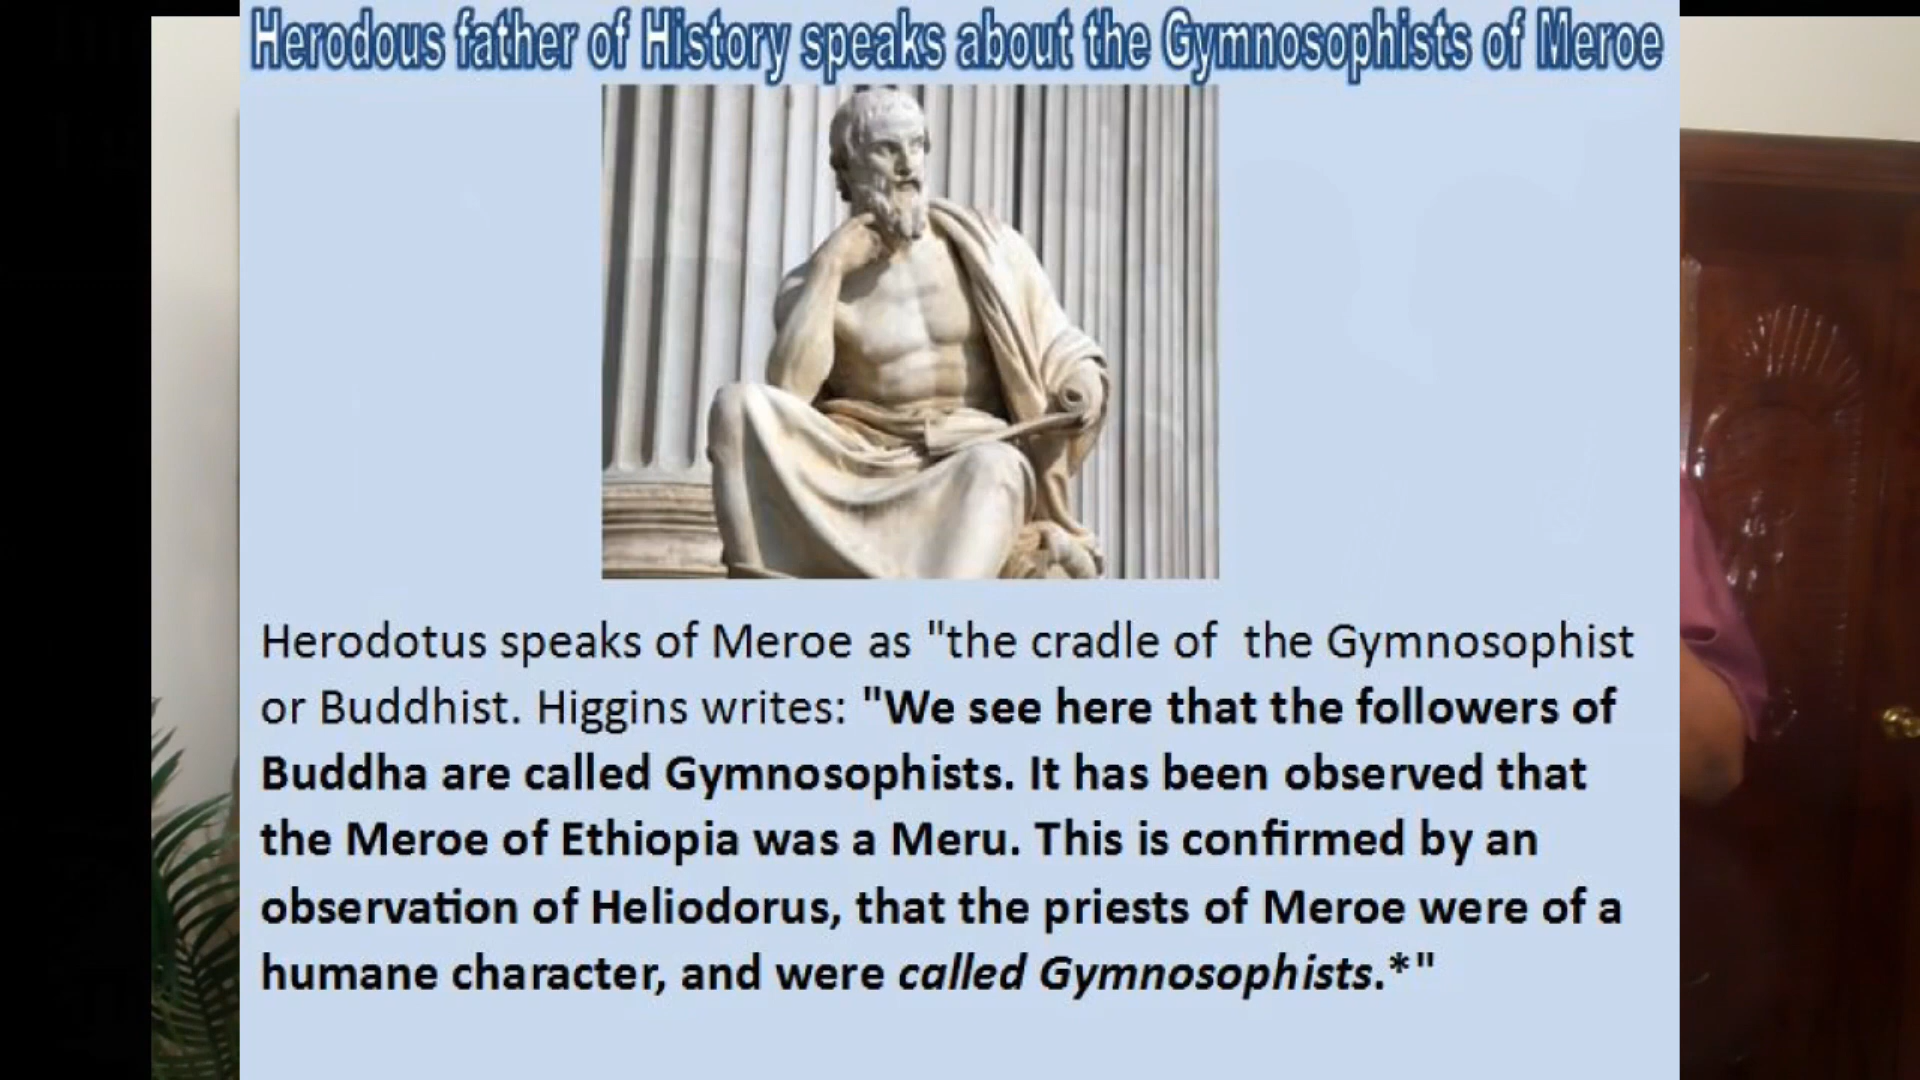 Herodous father of History speaks about the Gymnosophists of Meroe
Herodotus speaks of Meroe as "the cradle of  the Gymnosophist
or Buddhist. Higgins writes: "We see here that the followers of
Buddha are called Gymnosophists. It has been observed that
the Meroe of Ethiopia was a Meru. This is confirmed by an
observation of Heliodorus, that the priests of Meroe were of a
humane character, and were called Gymnosophists.*"